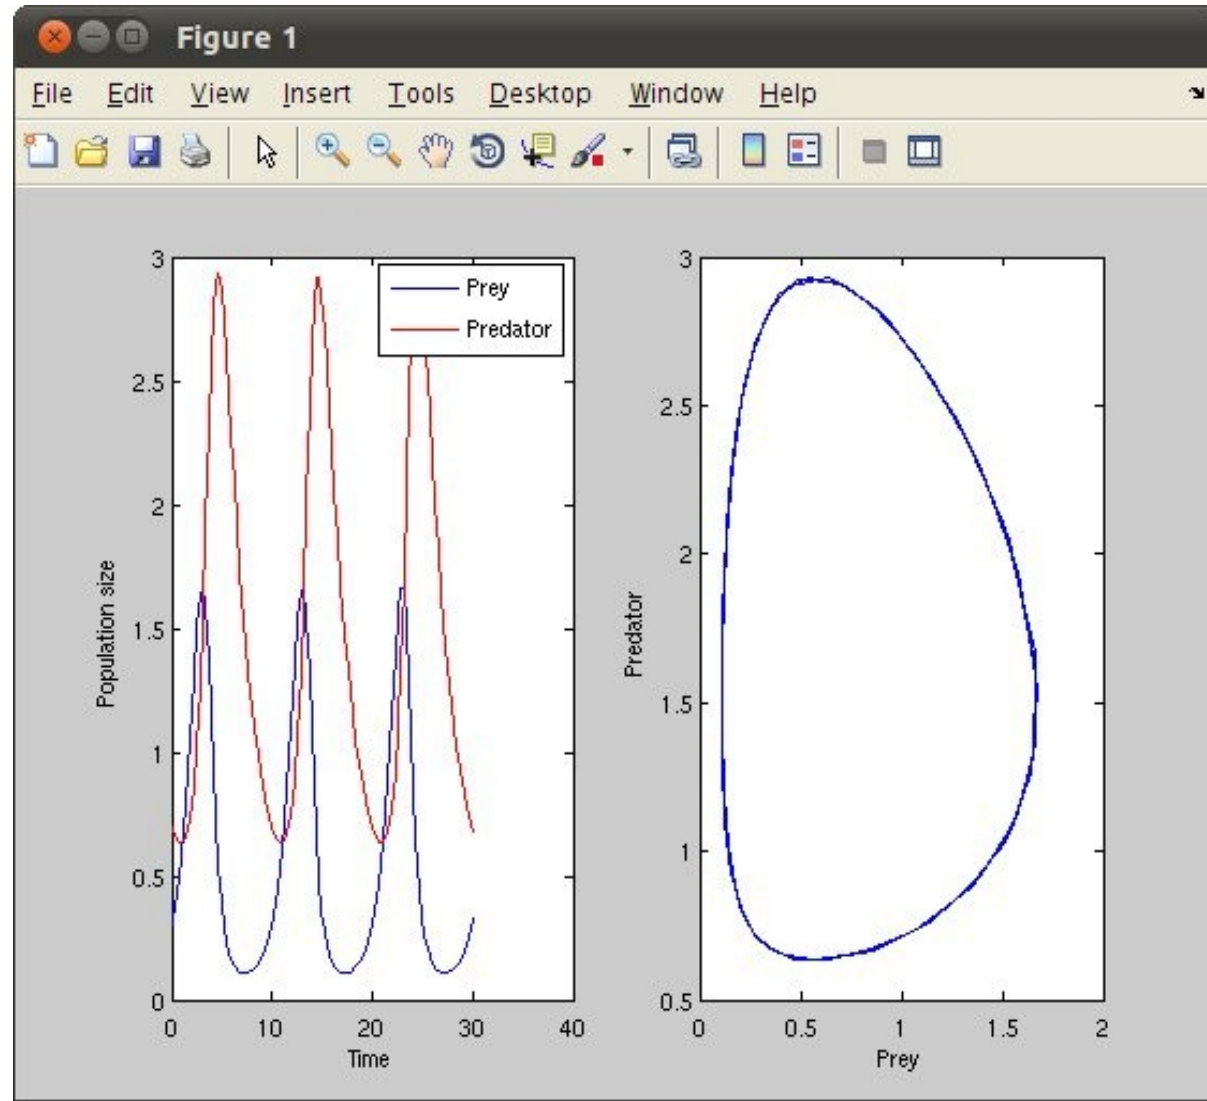 Figure 1
File Edit View Insert Tools Desktop Window Help
3
2.5
2
1.5
1
0.5
0
0 10 20 30 40
Population size
Time
Prey
Predator
3
2.5
2
1.5
1
0.5
0 0.5 1 1.5 2
Predator
Prey